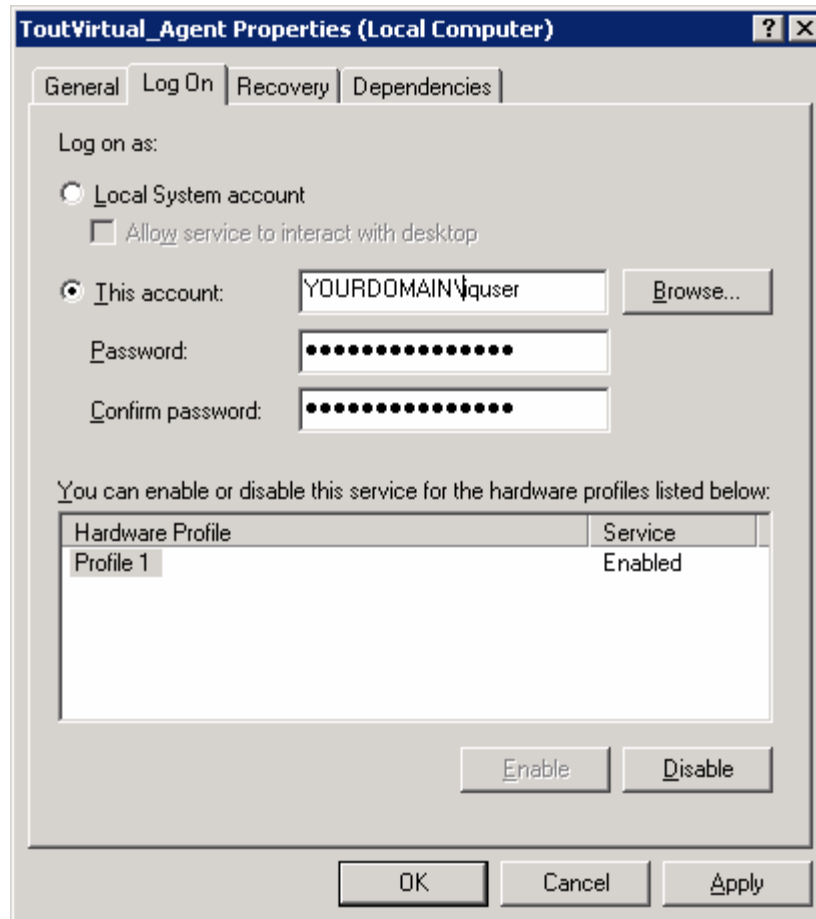 ToutVirtual_Agent Properties (Local Computer)
General Log On Recovery Dependencies
Log on as:
Local System account
Allow service to interact with desktop
This account: YOURDOMAIN\iquser Browse...
Password: ●●●●●●●●●●●●●●●
Confirm password: ●●●●●●●●●●●●●●●
You can enable or disable this service for the hardware profiles listed below:
Hardware Profile Service
Profile 1 Enabled
Enable Disable
OK Cancel Apply